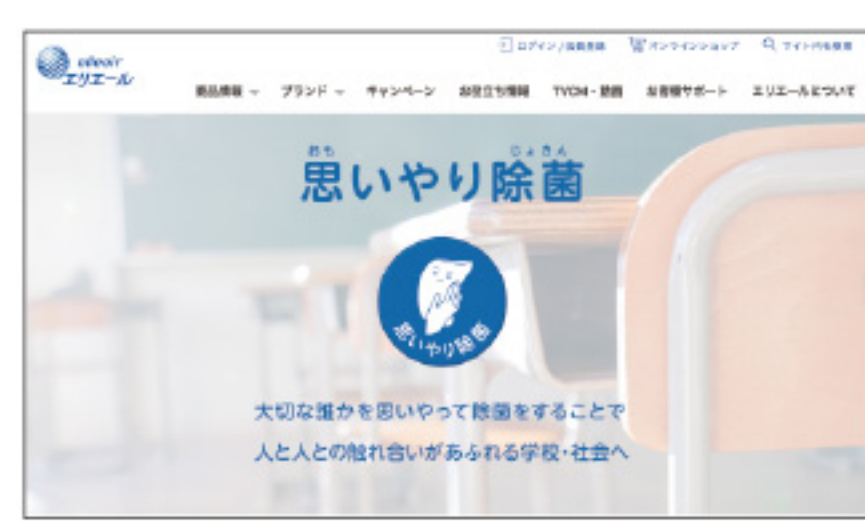 ログイン/会員登録 オンラインショップ サイト内を検索
elleair
エリエール
商品情報 ブランド キャンペーン お役立ち情報 TVCM・動画 お客様サポート エリエールについて
おも じょきん
思いやり除菌
思いやり除菌
大切な誰かを思いやって除菌をすることで
人と人との触れ合いがあふれる学校・社会へ